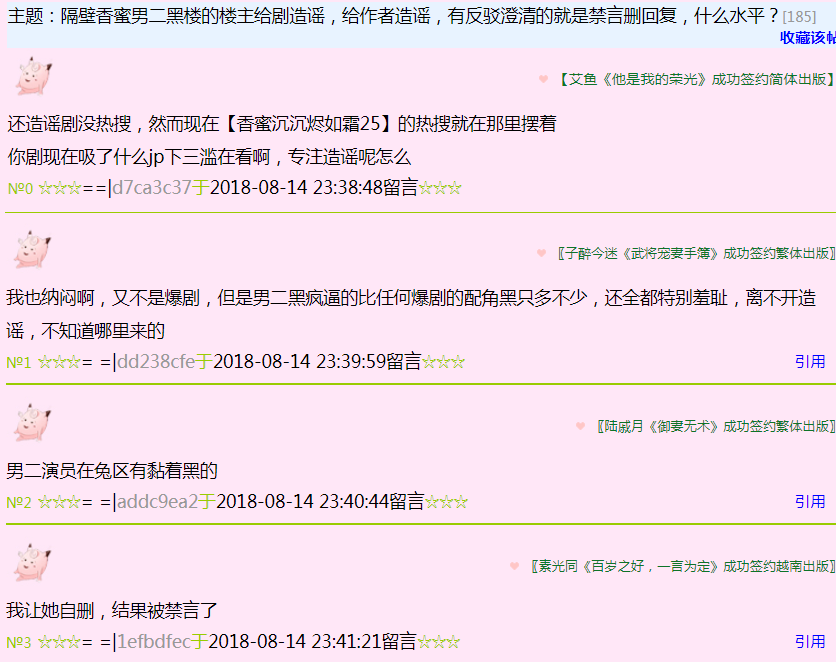 主题：隔壁香蜜男二黑楼的楼主给剧造谣，给作者造谣，有反驳澄清的就是禁言删回复，什么水平？[185]
收藏该帖
♥ 【艾鱼《他是我的荣光》成功签约简体出版】
还造谣剧没热搜，然而现在【香蜜沉沉烬如霜25】的热搜就在那里摆着
你剧现在吸了什么jp下三滥在看啊，专注造谣呢怎么
№0 ☆☆☆==|d7ca3c37于2018-08-14 23:38:48留言☆☆☆
♥ 〖子醉今迷《武将宠妻手簿》成功签约繁体出版〗
我也纳闷啊，又不是爆剧，但是男二黑疯逼的比任何爆剧的配角黑只多不少，还全都特别羞耻，离不开造
谣，不知道哪里来的
№1 ☆☆☆= =|dd238cfe于2018-08-14 23:39:59留言☆☆☆ 引用
♥ 〖陆戚月《御妻无术》成功签约繁体出版〗
男二演员在兔区有黏着黑的
№2 ☆☆☆= =|addc9ea2于2018-08-14 23:40:44留言☆☆☆ 引用
♥ 〖素光同《百岁之好，一言为定》成功签约越南出版〗
我让她自删，结果被禁言了
№3 ☆☆☆= =|1efbdfec于2018-08-14 23:41:21留言☆☆☆ 引用